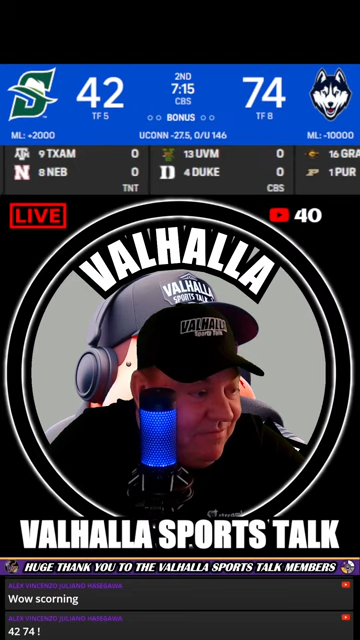 S
42
TF 5
2ND
7:15
CBS
BONUS
74
TF 8
ML: +2000
UCONN -27.5, O/U 146
ML: -10000
9 TXAM 0
8 NEB 0
TNT
13 UVM 0
4 DUKE 0
CBS
16 GRA
1 PUR
LIVE
40
VALHALLA
VALHALLA
SPORTS TALK
VALHALLA
Sports Talk
VALHALLA SPORTS TALK
HUGE THANK YOU TO THE VALHALLA SPORTS TALK MEMBERS
ALEX VINCENZO JULIANO HASEGAWA
Wow scorning
ALEX VINCENZO JULIANO HASEGAWA
42 74 !